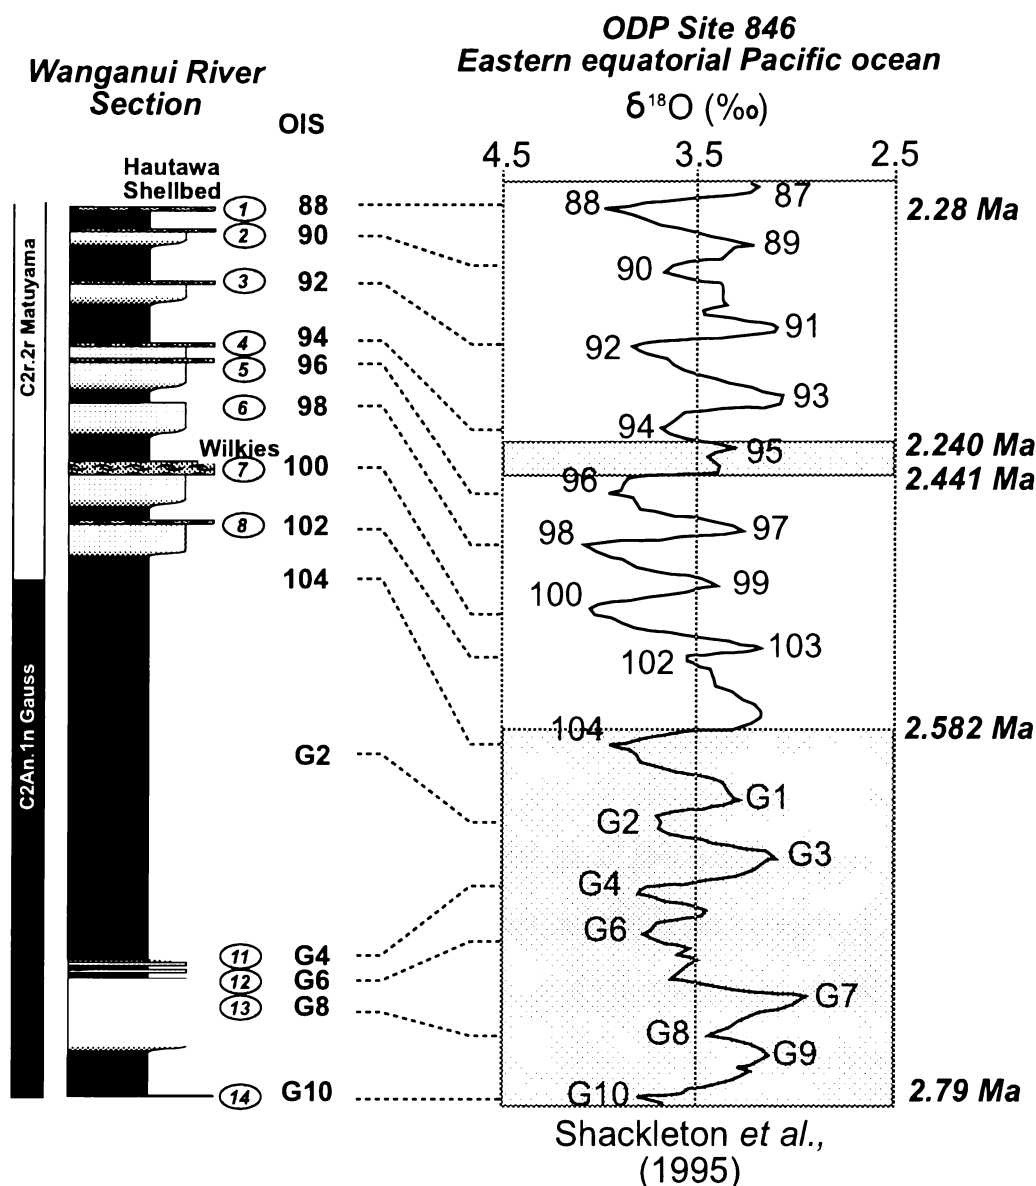 ODP Site 846
Eastern equatorial Pacific ocean
Wanganui River
Section
OIS
δ18O (‰)
4.5 3.5 2.5
Hautawa
Shellbed
1 88
2 90
3 92
4 94
5 96
6 98
Wilkies
7 100
8 102
104
G2
11 G4
12 G6
13 G8
14 G10
C2r.2r Matuyama
C2An.1n Gauss
87
88
89
90
91
92
93
94
95
96
97
98
99
100
103
102
104
G1
G2
G3
G4
G6
G7
G8
G9
G10
2.28 Ma
2.240 Ma
2.441 Ma
2.582 Ma
2.79 Ma
Shackleton et al.,
(1995)